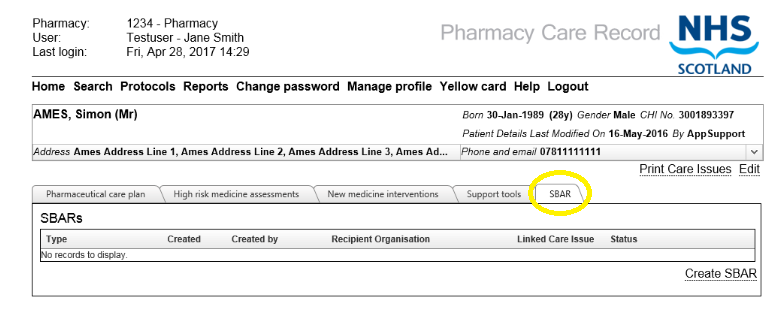 Pharmacy: 1234 - Pharmacy
User: Testuser - Jane Smith
Last login: Fri, Apr 28, 2017 14:29
Pharmacy Care Record
NHS
SCOTLAND
Home Search Protocols Reports Change password Manage profile Yellow card Help Logout
AMES, Simon (Mr)
Born 30-Jan-1989 (28y) Gender Male CHI No. 3001893397
Patient Details Last Modified On 16-May-2016 By AppSupport
Address Ames Address Line 1, Ames Address Line 2, Ames Address Line 3, Ames Ad...
Phone and email 07811111111
Print Care Issues Edit
Pharmaceutical care plan High risk medicine assessments New medicine interventions Support tools SBAR
SBARs
Type Created Created by Recipient Organisation Linked Care Issue Status
No records to display.
Create SBAR